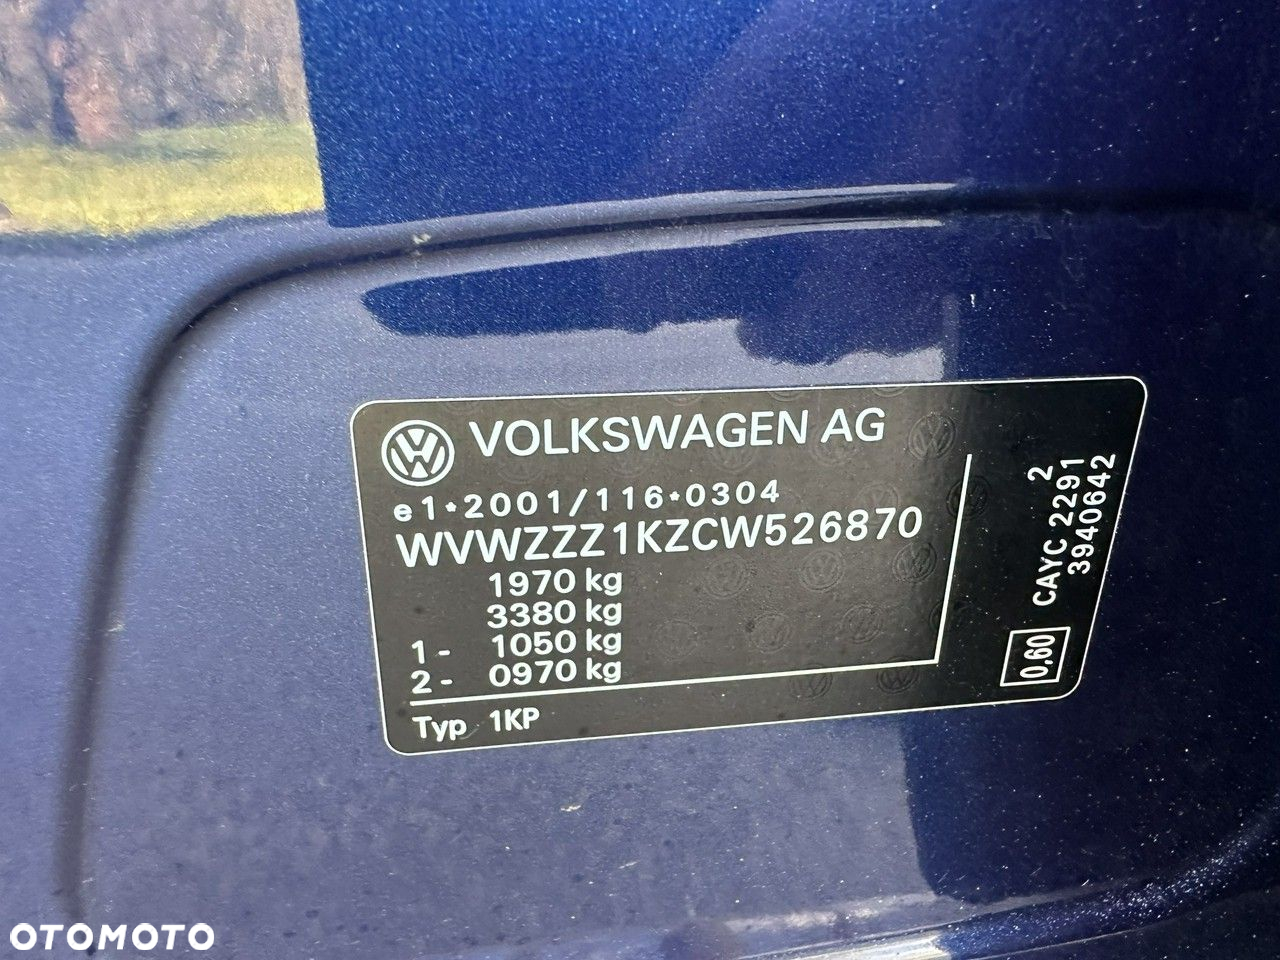 VOLKSWAGEN AG
e1*2001/116*0304
WVWZZZ1KZCW526870
1970 kg
3380 kg
1- 1050 kg
2- 0970 kg
Typ 1KP
2
CAYC 2291
3940642
0,60
OTOMOTO